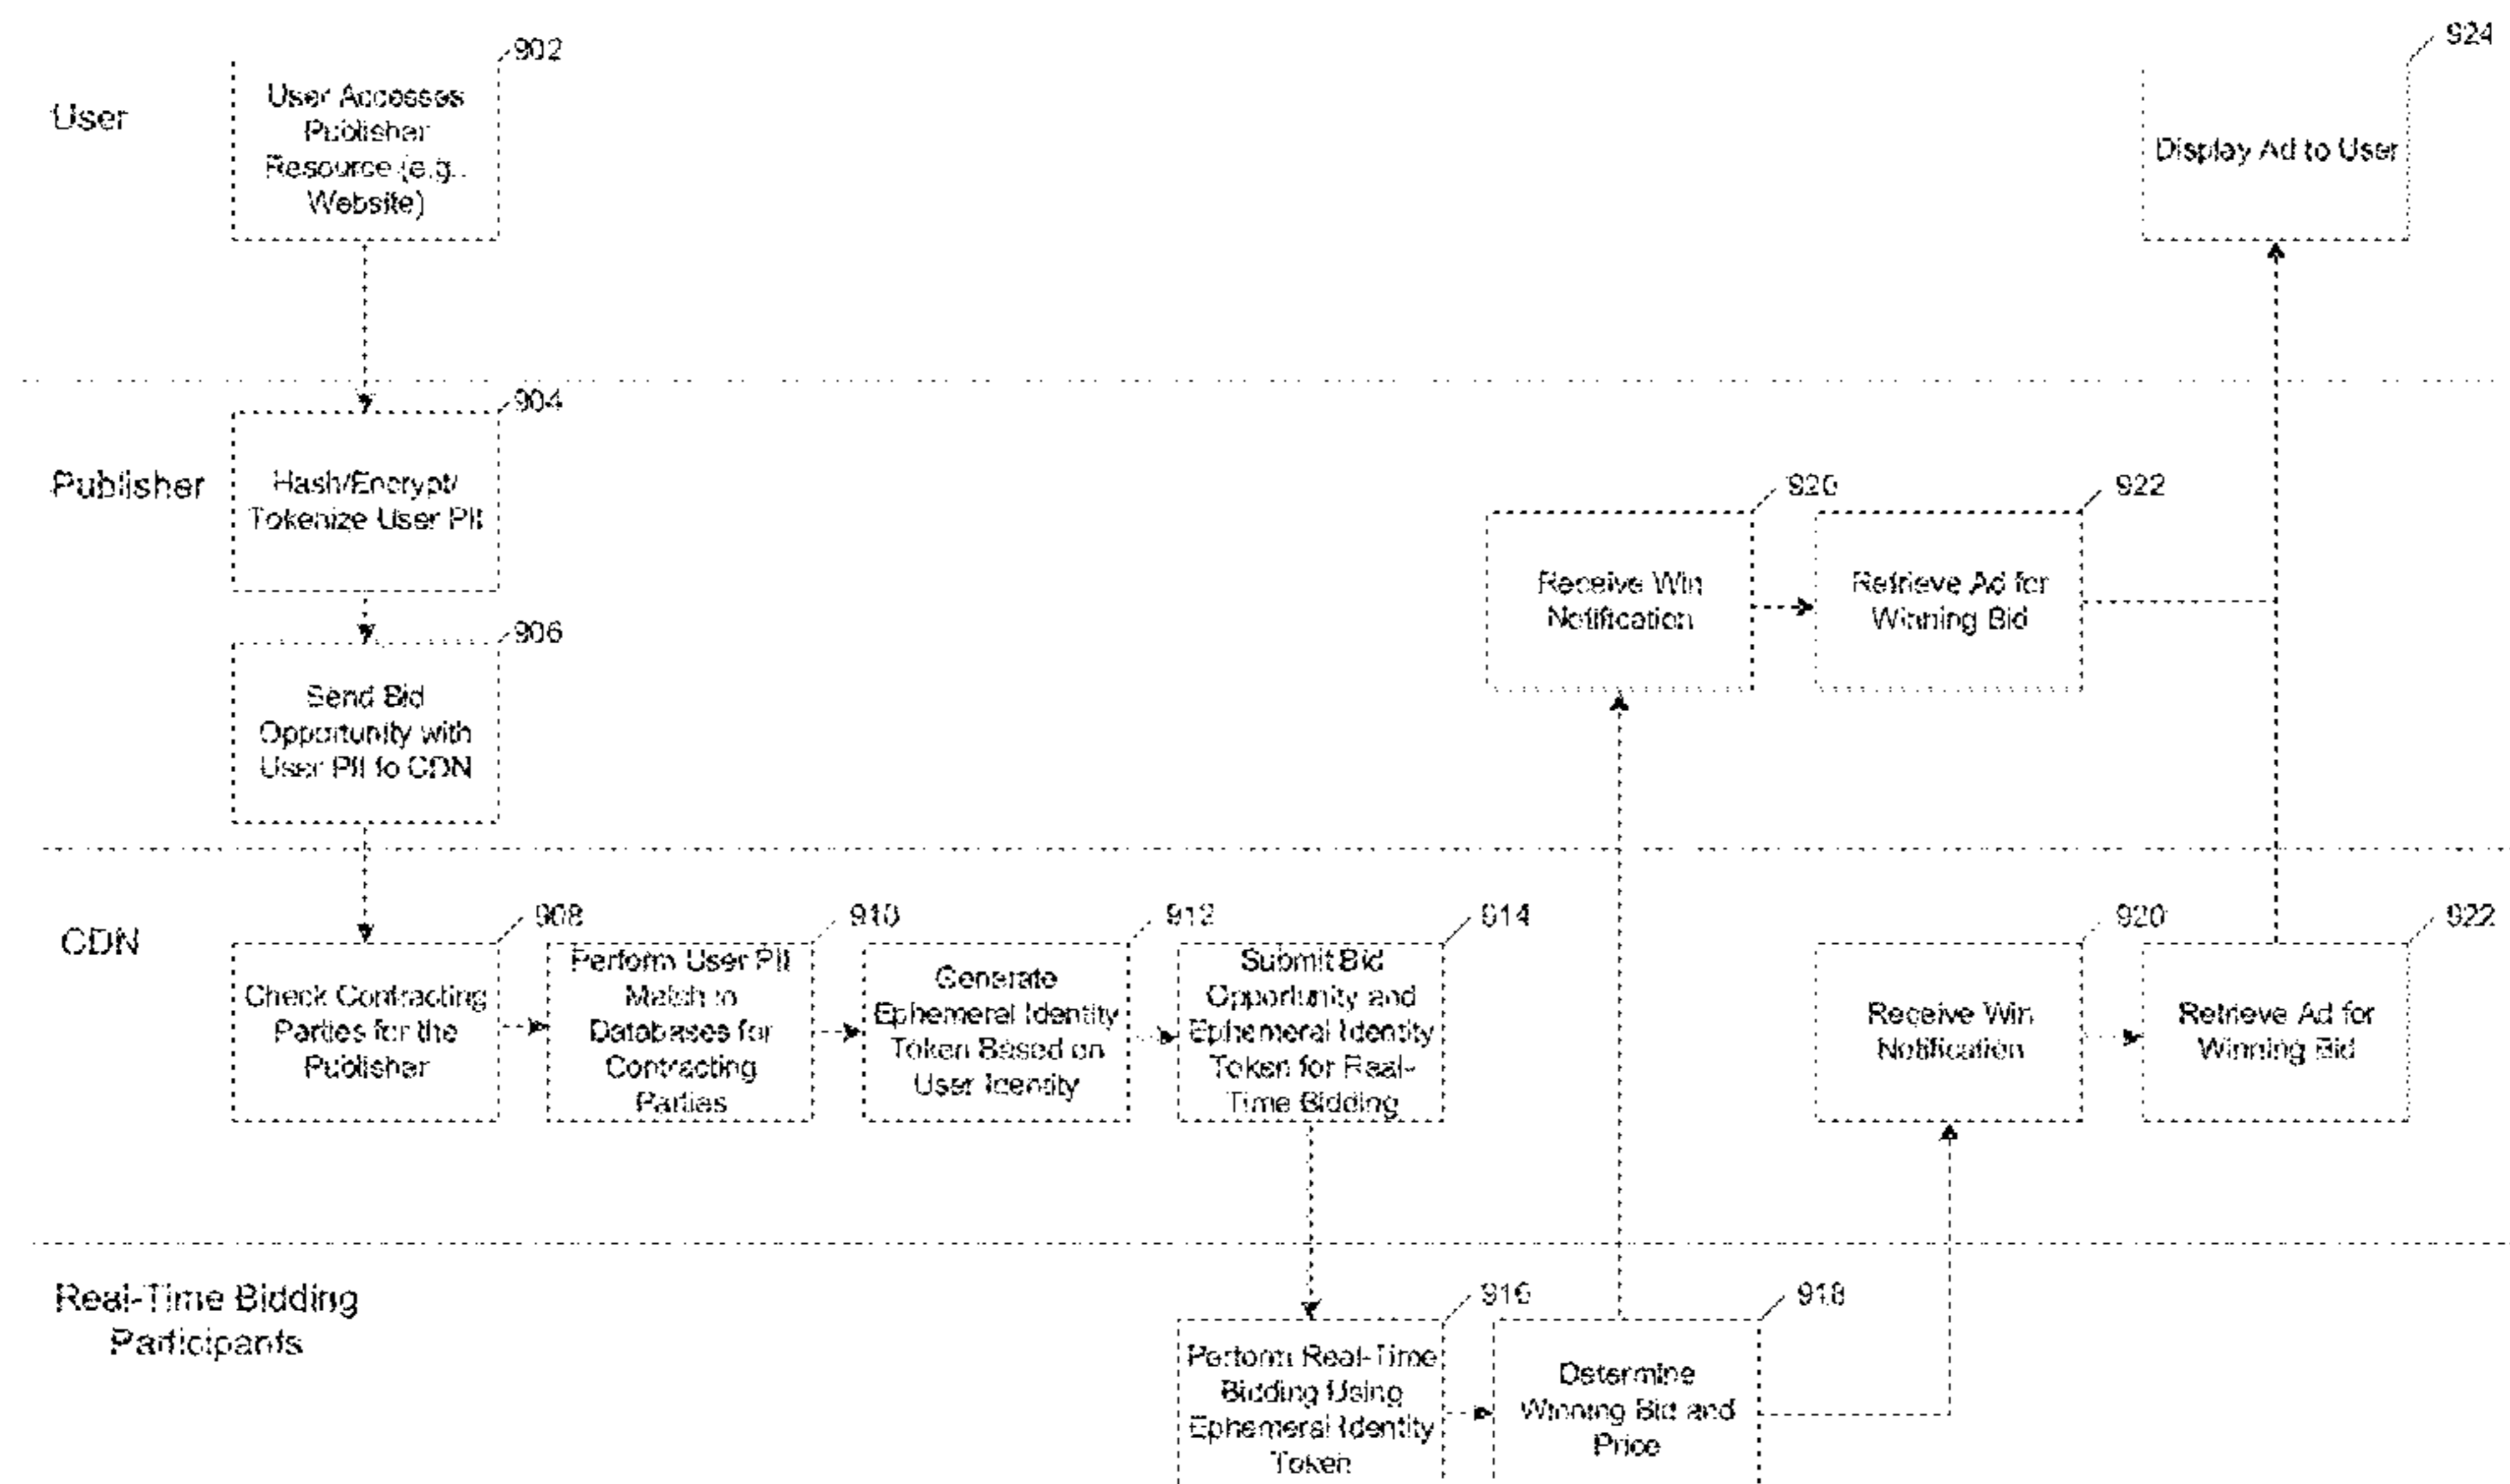 902
924
User
User Accesses
Publisher
Resource (e.g.,
Website)
Display Ad to User
904
Publisher
Hash/Encrypt/
Tokenize User PII
920
922
Receive Win
Notification
Retrieve Ad for
Winning Bid
906
Send Bid
Opportunity with
User PII to CDN
CDN
908
910
912
914
920
922
Check Contracting
Parties for the
Publisher
Perform User PII
Match in
Databases for
Contracting
Parties
Generate
Ephemeral Identity
Token Based on
User Identity
Submit Bid
Opportunity and
Ephemeral Identity
Token for Real-
Time Bidding
Receive Win
Notification
Retrieve Ad for
Winning Bid
Real-Time Bidding
Participants
916
918
Perform Real-Time
Bidding Using
Ephemeral Identity
Token
Determine
Winning Bid and
Price